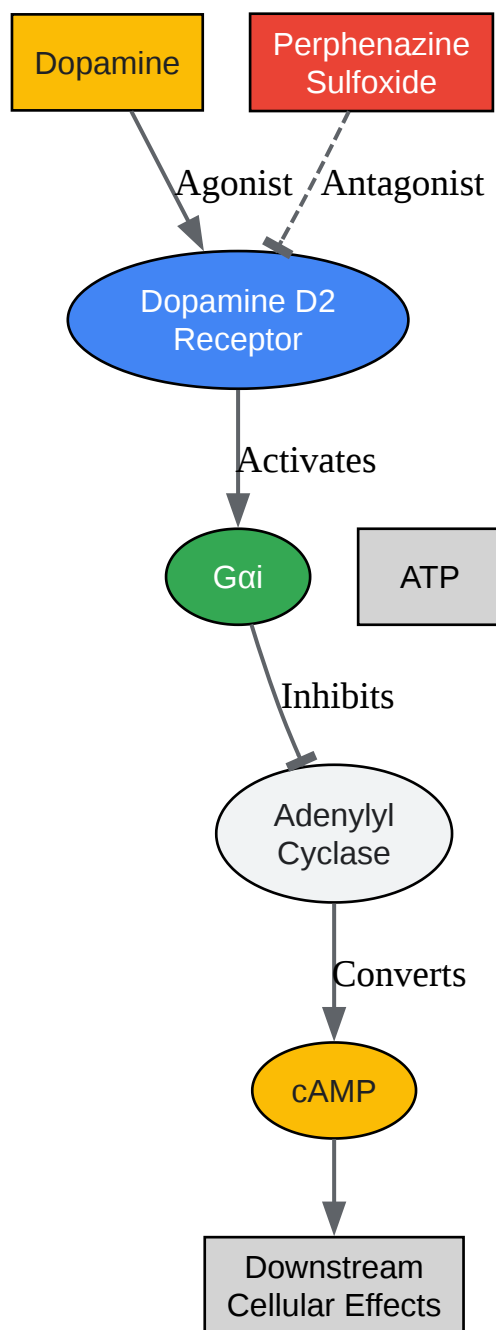 Dopamine
Perphenazine
Sulfoxide
Agonist
Antagonist
Dopamine D2
Receptor
Activates
Gαi
ATP
Inhibits
Adenylyl
Cyclase
Converts
cAMP
Downstream
Cellular Effects